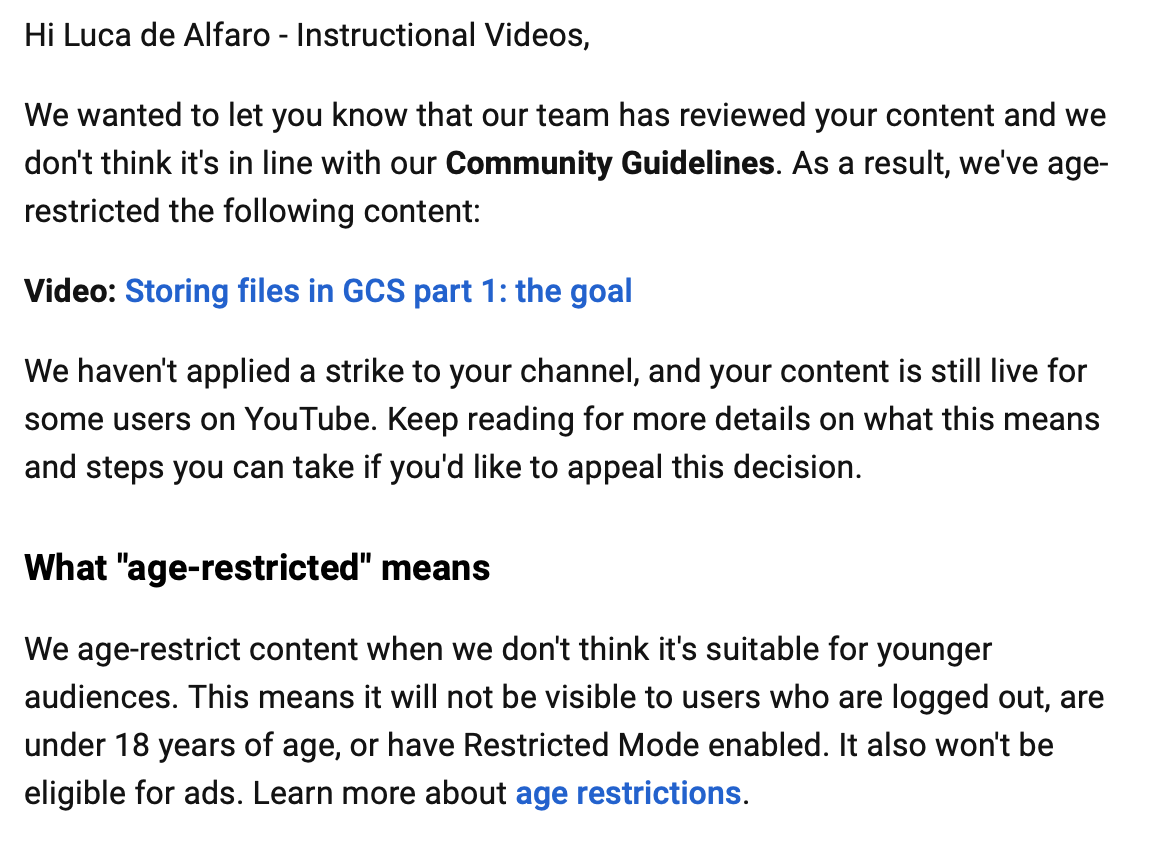 Hi Luca de Alfaro - Instructional Videos,
We wanted to let you know that our team has reviewed your content and we
don't think it's in line with our Community Guidelines. As a result, we've age-
restricted the following content:
Video: Storing files in GCS part 1: the goal
We haven't applied a strike to your channel, and your content is still live for
some users on YouTube. Keep reading for more details on what this means
and steps you can take if you'd like to appeal this decision.
What "age-restricted" means
We age-restrict content when we don't think it's suitable for younger
audiences. This means it will not be visible to users who are logged out, are
under 18 years of age, or have Restricted Mode enabled. It also won't be
eligible for ads. Learn more about age restrictions.